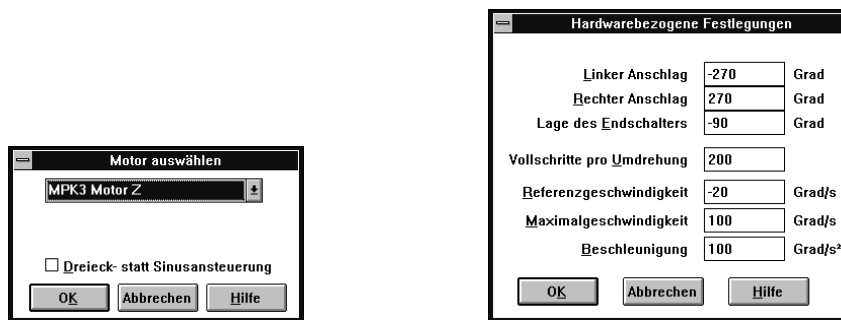 Motor auswählen
MPK3 Motor Z
Dreieck- statt Sinusansteuerung
OK Abbrechen Hilfe
Hardwarebezogene Festlegungen
Linker Anschlag -270 Grad
Rechter Anschlag 270 Grad
Lage des Endschalters -90 Grad
Vollschritte pro Umdrehung 200
Referenzgeschwindigkeit -20 Grad/s
Maximalgeschwindigkeit 100 Grad/s
Beschleunigung 100 Grad/s²
OK Abbrechen Hilfe